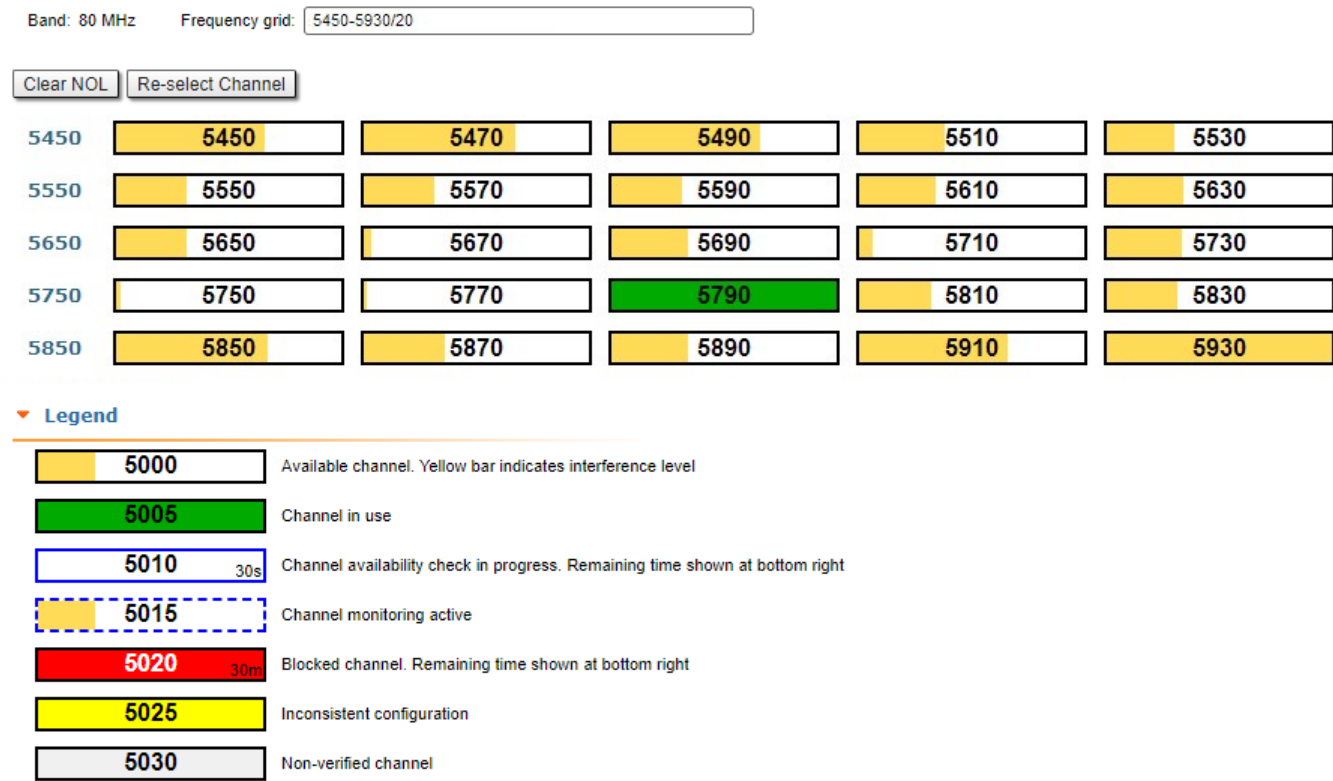 Band: 80 MHz Frequency grid: 5450-5930/20
Clear NOL Re-select Channel
5450 5450 5470 5490 5510 5530
5550 5550 5570 5590 5610 5630
5650 5650 5670 5690 5710 5730
5750 5750 5770 5790 5810 5830
5850 5850 5870 5890 5910 5930
Legend
5000 Available channel. Yellow bar indicates interference level
5005 Channel in use
5010 30s Channel availability check in progress. Remaining time shown at bottom right
5015 Channel monitoring active
5020 30m Blocked channel. Remaining time shown at bottom right
5025 Inconsistent configuration
5030 Non-verified channel